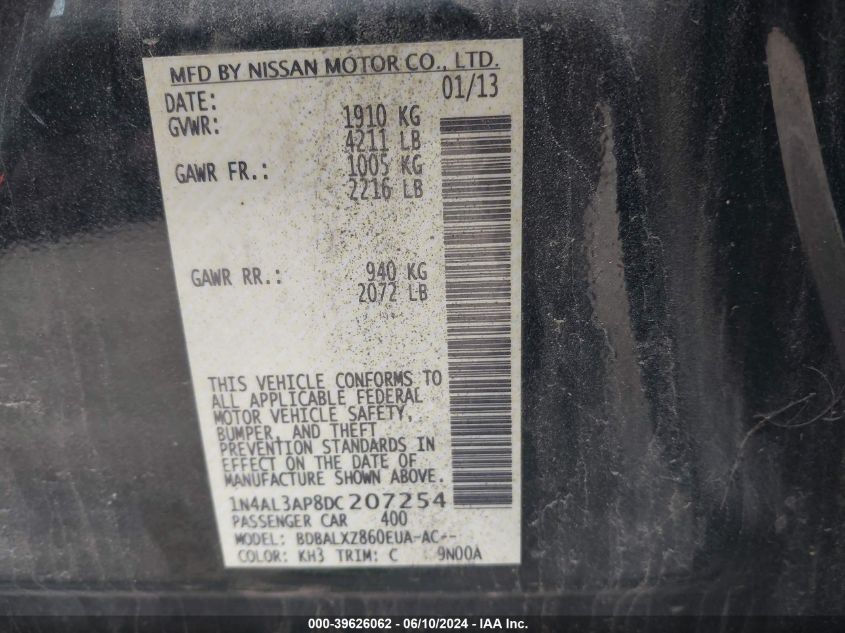 MFD BY NISSAN MOTOR CO., LTD.
DATE: 01/13
GVWR: 1910 KG
4211 LB
GAWR FR.: 1005 KG
2216 LB
GAWR RR.: 940 KG
2072 LB
THIS VEHICLE CONFORMS TO
ALL APPLICABLE FEDERAL
MOTOR VEHICLE SAFETY,
BUMPER, AND THEFT
PREVENTION STANDARDS IN
EFFECT ON THE DATE OF
MANUFACTURE SHOWN ABOVE.
1N4AL3AP8DC207254
PASSENGER CAR 400
MODEL: BDBALXZ860EUA-AC--
COLOR: KH3 TRIM: C 9N00A
000-39626062 - 06/10/2024 - IAA Inc.